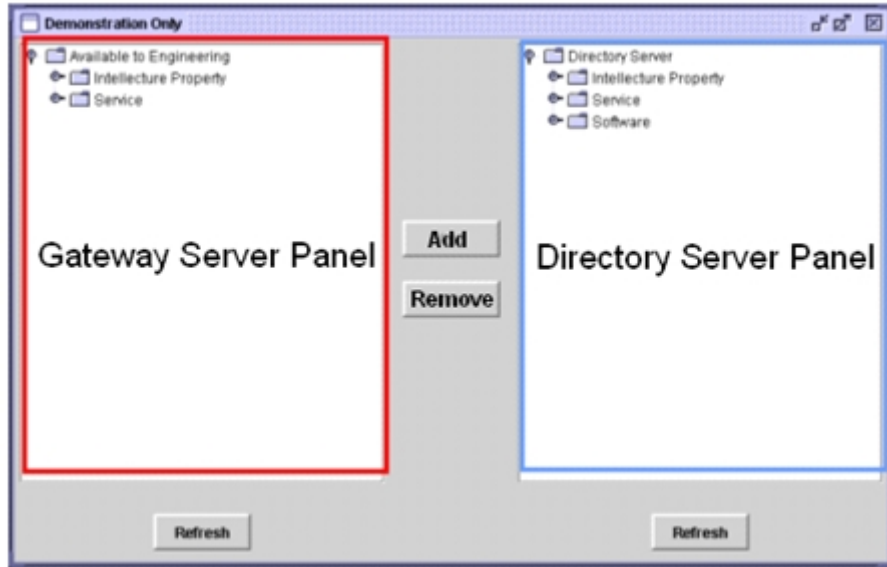 Demonstration Only
Available to Engineering
Intellecture Property
Service
Gateway Server Panel
Add
Remove
Directory Server
Intellecture Property
Service
Software
Directory Server Panel
Refresh
Refresh